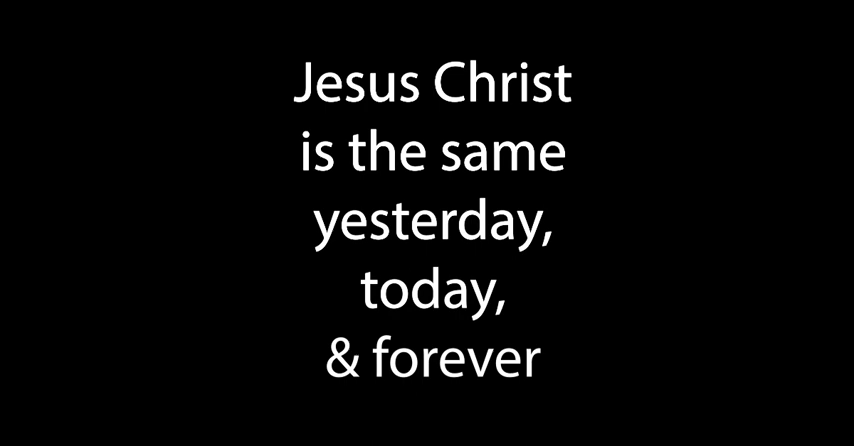 Jesus Christ
is the same
yesterday,
today,
& forever